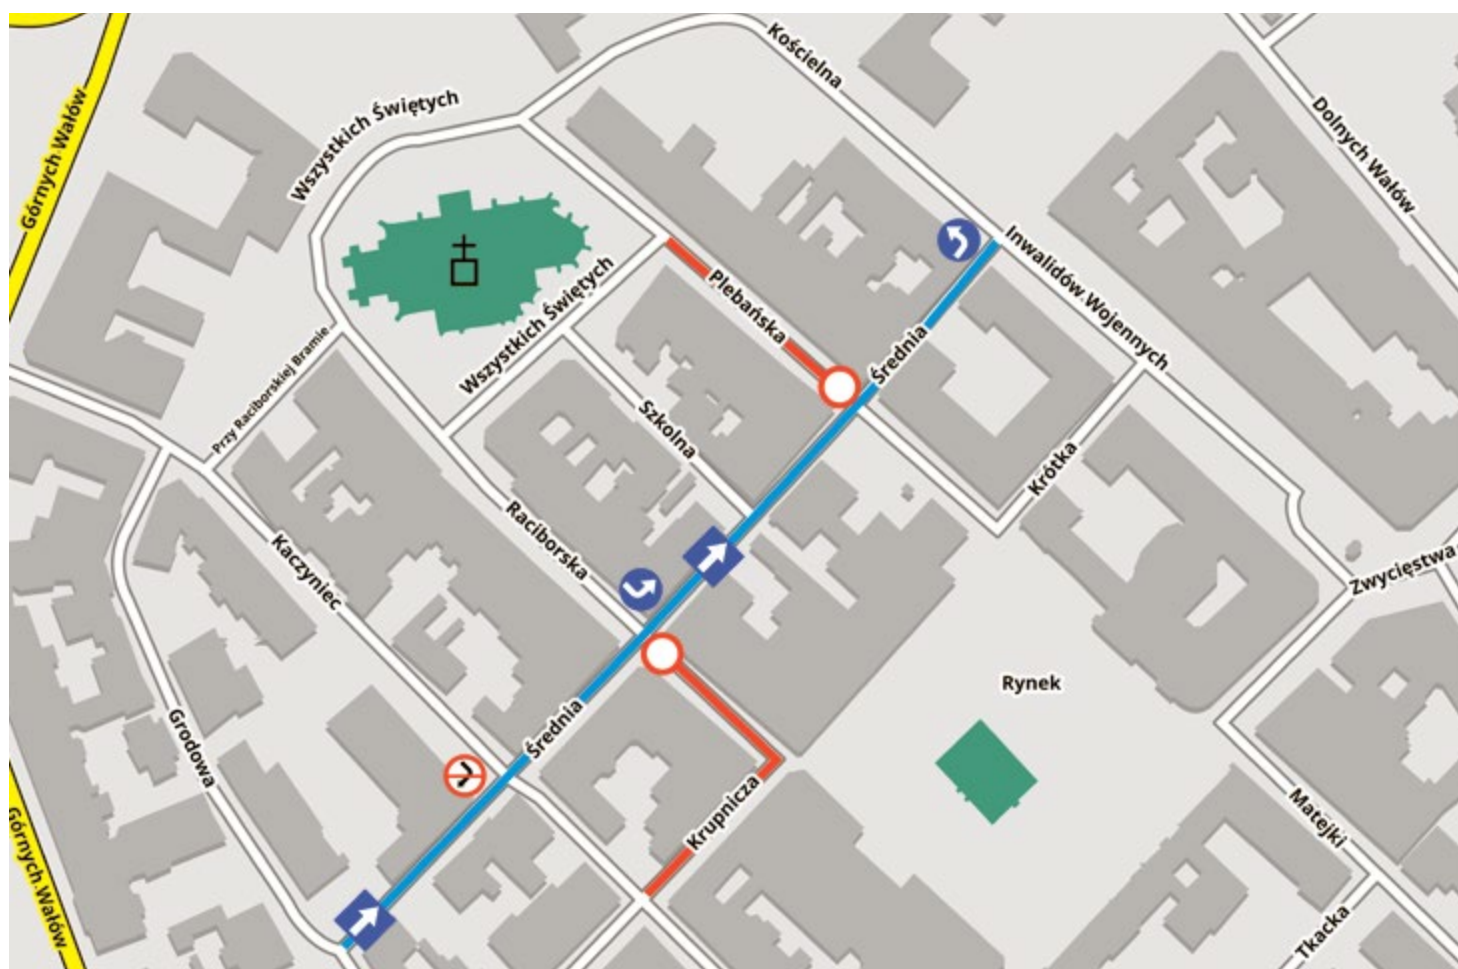 Kościelna
Górnych Wałów
Wszystkich Świętych
Dolnych Wałów
Inwalidów Wojennych
Plebańska
Wszystkich Świętych
Średnia
Przy Raciborskiej Bramie
Szkolna
Krótka
Raciborska
Kaczyniec
Zwycięstwa
Rynek
Średnia
Grodowa
Krupnicza
Matejki
Górnych Wałów
Tkacka